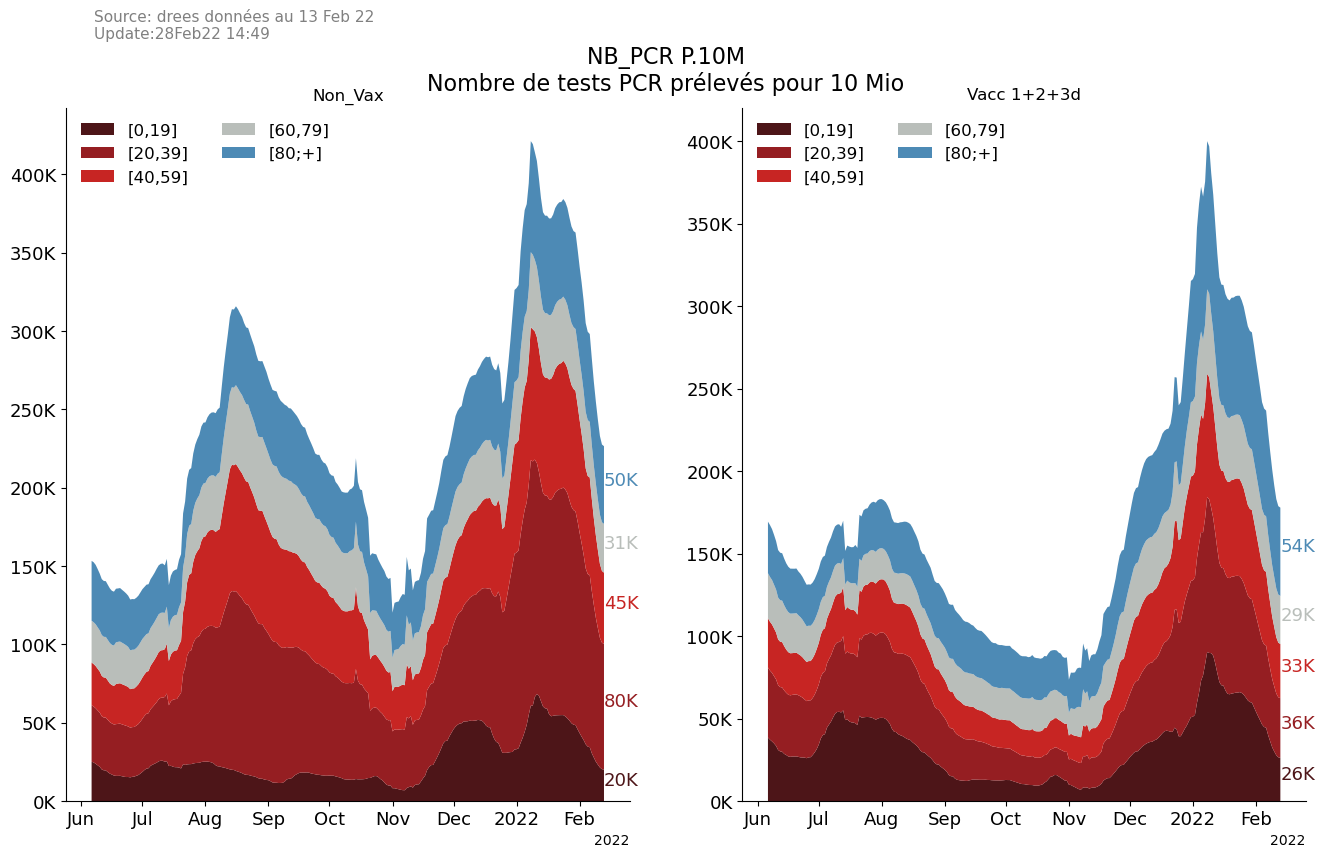 Source: drees données au 13 Feb 22
Update:28Feb22 14:49
NB_PCR P.10M
Nombre de tests PCR prélevés pour 10 Mio
Non_Vax
[0,19]
[20,39]
[40,59]
[60,79]
[80;+]
400K
350K
300K
250K
200K
150K
100K
50K
0K
50K
31K
45K
80K
20K
Jun Jul Aug Sep Oct Nov Dec 2022 Feb
2022
Vacc 1+2+3d
[0,19]
[20,39]
[40,59]
[60,79]
[80;+]
400K
350K
300K
250K
200K
150K
100K
50K
0K
54K
29K
33K
36K
26K
Jun Jul Aug Sep Oct Nov Dec 2022 Feb
2022